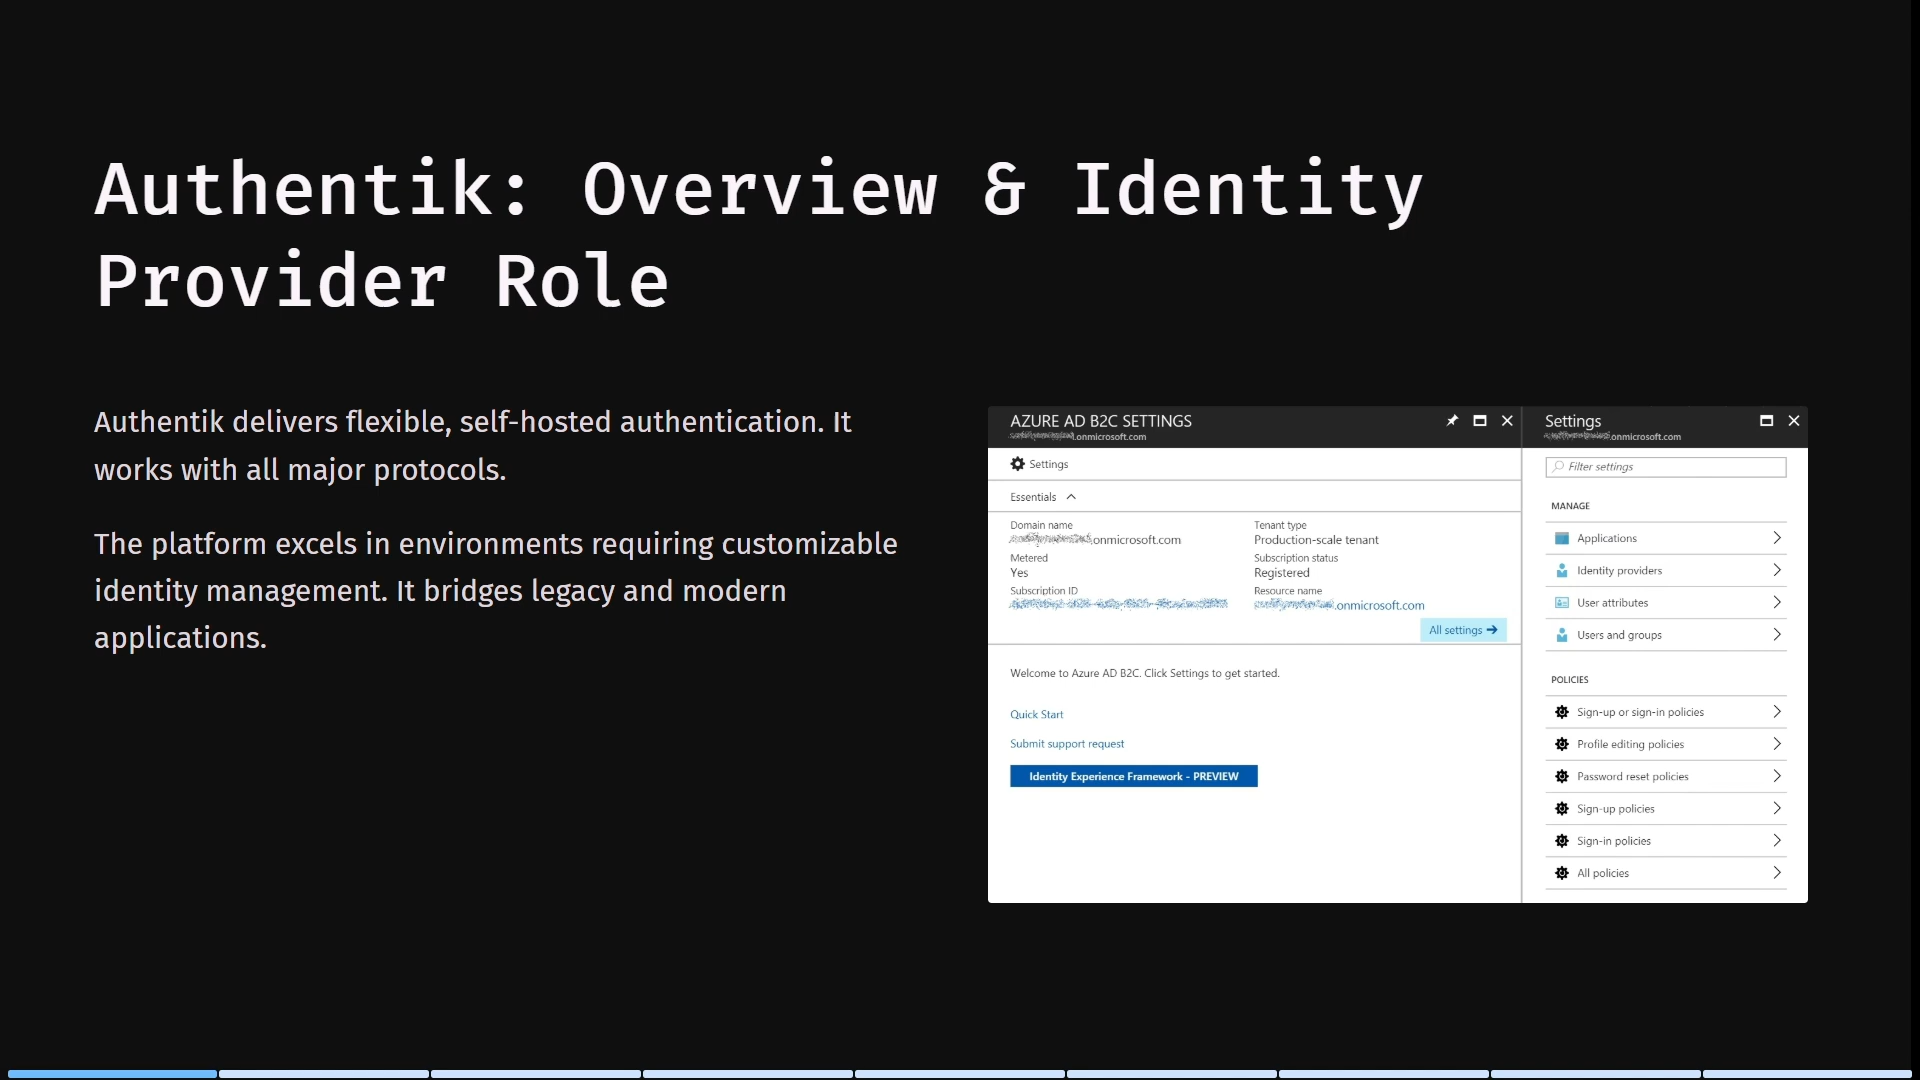 Authentik: Overview & Identity
Provider Role
Authentik delivers flexible, self-hosted authentication. It
works with all major protocols.
The platform excels in environments requiring customizable
identity management. It bridges legacy and modern
applications.
AZURE AD B2C SETTINGS
.onmicrosoft.com
Settings
Essentials
Domain name
.onmicrosoft.com
Metered
Yes
Subscription ID
Tenant type
Production-scale tenant
Subscription status
Registered
Resource name
.onmicrosoft.com
All settings
Welcome to Azure AD B2C. Click Settings to get started.
Quick Start
Submit support request
Identity Experience Framework - PREVIEW
Settings
.onmicrosoft.com
Filter settings
MANAGE
Applications
Identity providers
User attributes
Users and groups
POLICIES
Sign-up or sign-in policies
Profile editing policies
Password reset policies
Sign-up policies
Sign-in policies
All policies